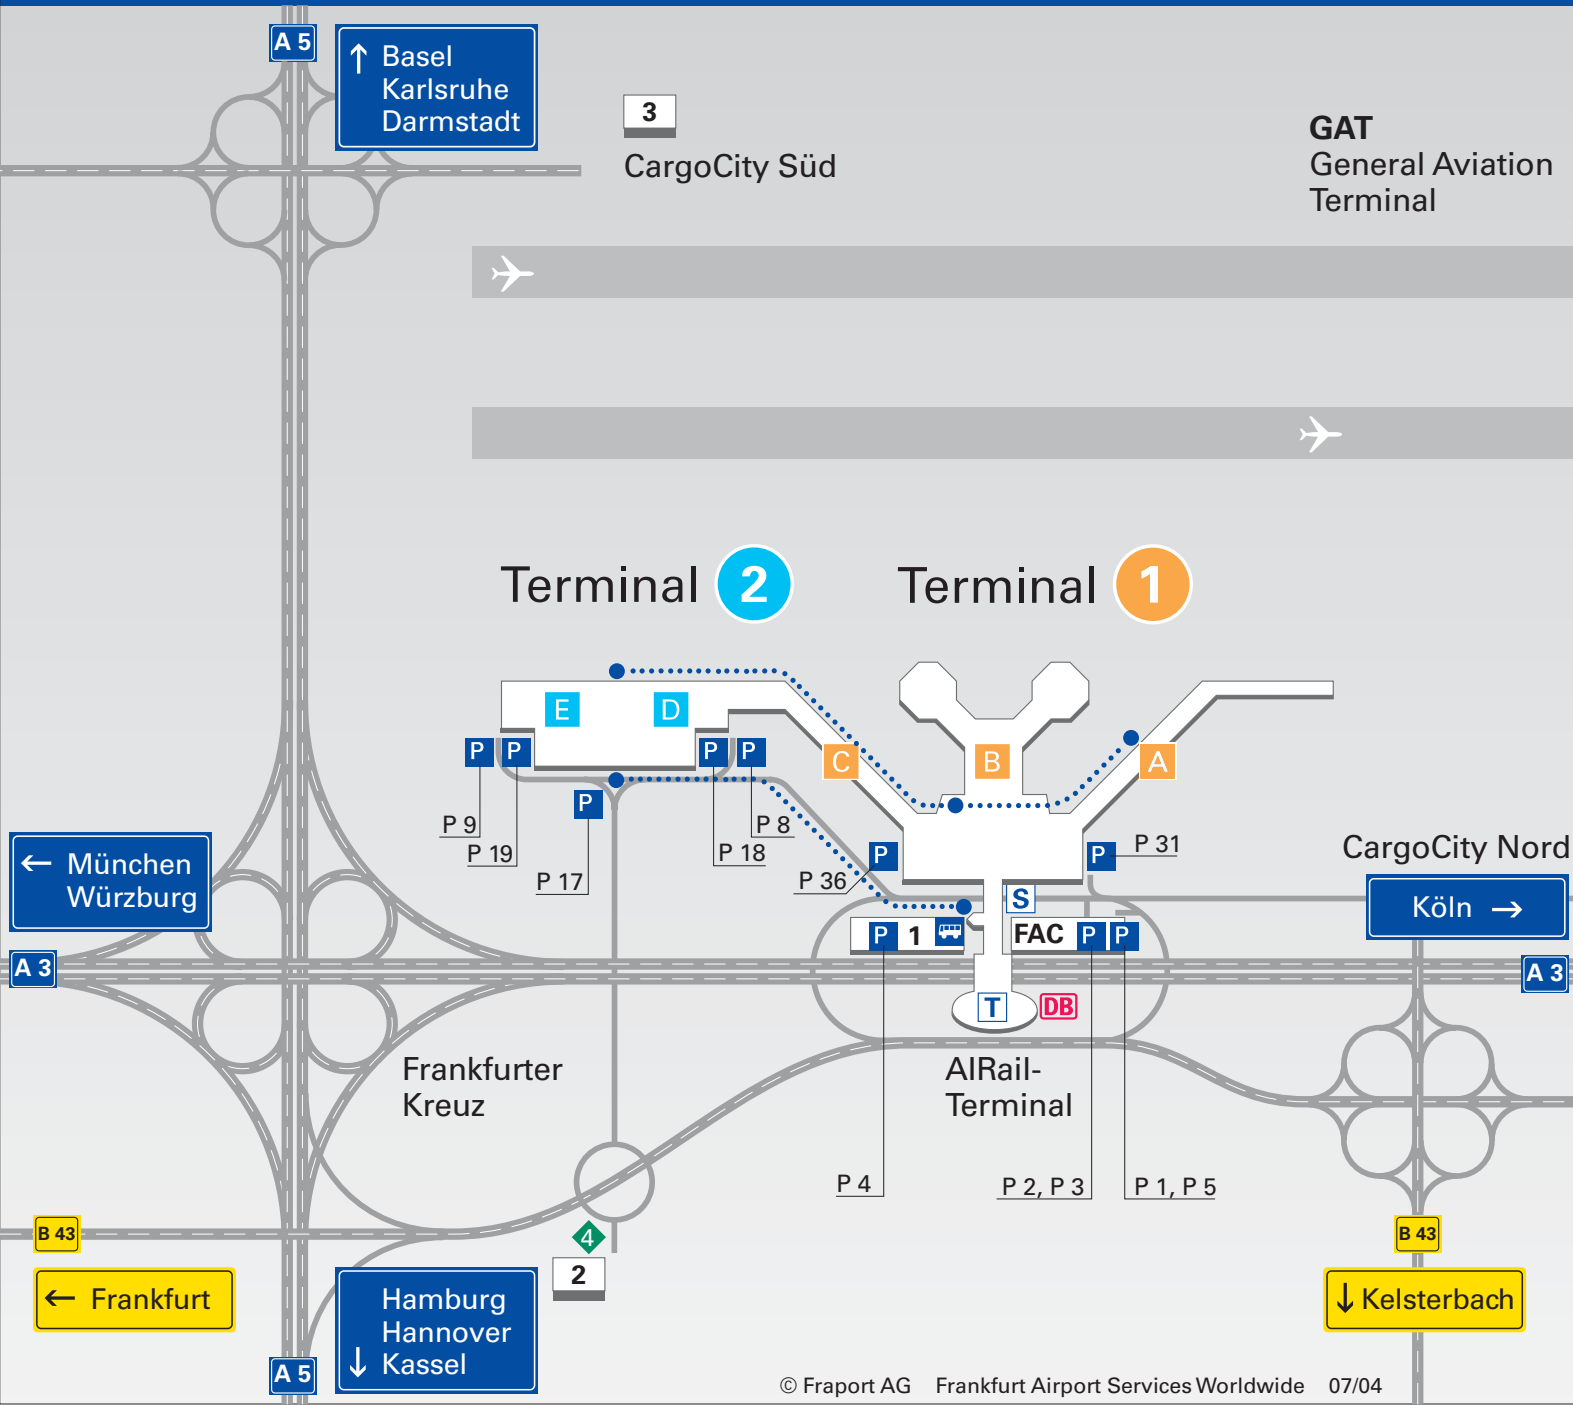 A 5
Basel
Karlsruhe
Darmstadt
3
CargoCity Süd
GAT
General Aviation
Terminal
Terminal 2
Terminal 1
E
D
C
B
A
P
P
P
P
P
P 9
P 19
P 17
P 18
P 8
P 36
P
P
P 31
CargoCity Nord
← München
Würzburg
Köln →
S
P 1
FAC P P
A 3
A 3
T
DB
Frankfurter
Kreuz
AIRail-
Terminal
P 4
P 2, P 3
P 1, P 5
B 43
B 43
4
2
← Frankfurt
Hamburg
Hannover
↓ Kassel
↓ Kelsterbach
A 5
© Fraport AG Frankfurt Airport Services Worldwide 07/04